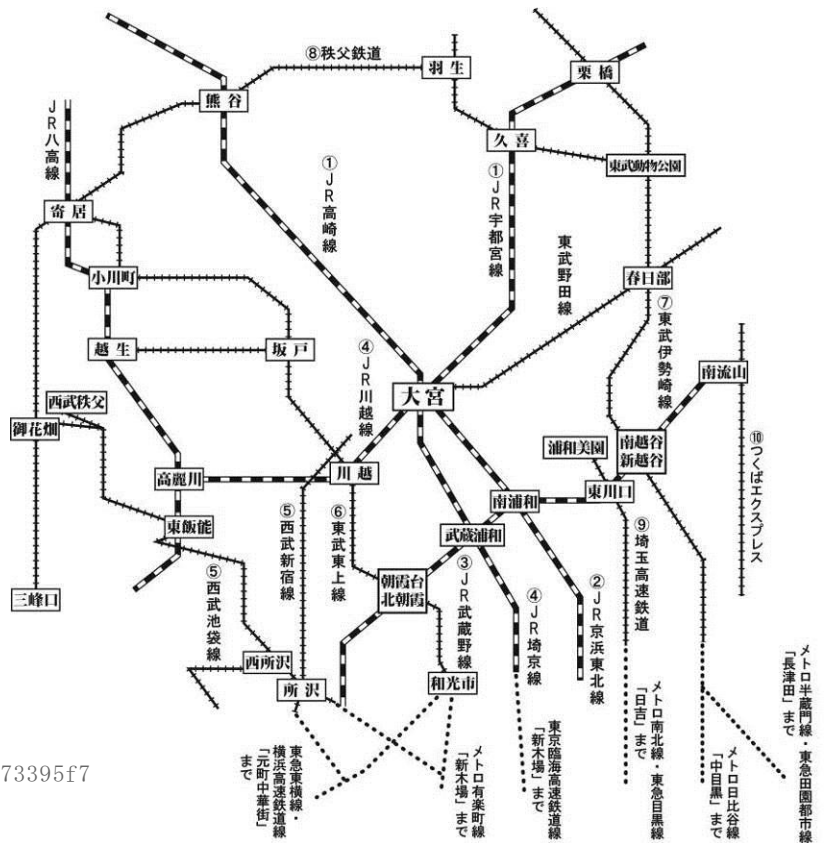 ⑧秩父鉄道
羽生
栗橋
熊谷
久喜
JR八高線
東武動物公園
①JR高崎線
①JR宇都宮線
寄居
東武野田線
小川町
春日部
⑦東武伊勢崎線
越生
坂戸
④JR川越線
南流山
大宮
西武秩父
御花畑
浦和美園
南越谷
新越谷
⑩つくばエクスプレス
高麗川
川越
東川口
南浦和
⑤西武新宿線
⑥東武東上線
東飯能
武蔵浦和
⑨埼玉高速鉄道
三峰口
⑤西武池袋線
朝霞台
北朝霞
③JR武蔵野線
④JR埼京線
②JR京浜東北線
西所沢
所沢
和光市
メトロ半蔵門線・東急田園都市線
「長津田」まで
メトロ南北線・東急目黒線
「日吉」まで
東京臨海高速鉄道線
「新木場」まで
東急東横線・
横浜高速鉄道線
「元町中華街」
まで
メトロ有楽町線
「新木場」まで
メトロ日比谷線
「中目黒」まで
73395f7